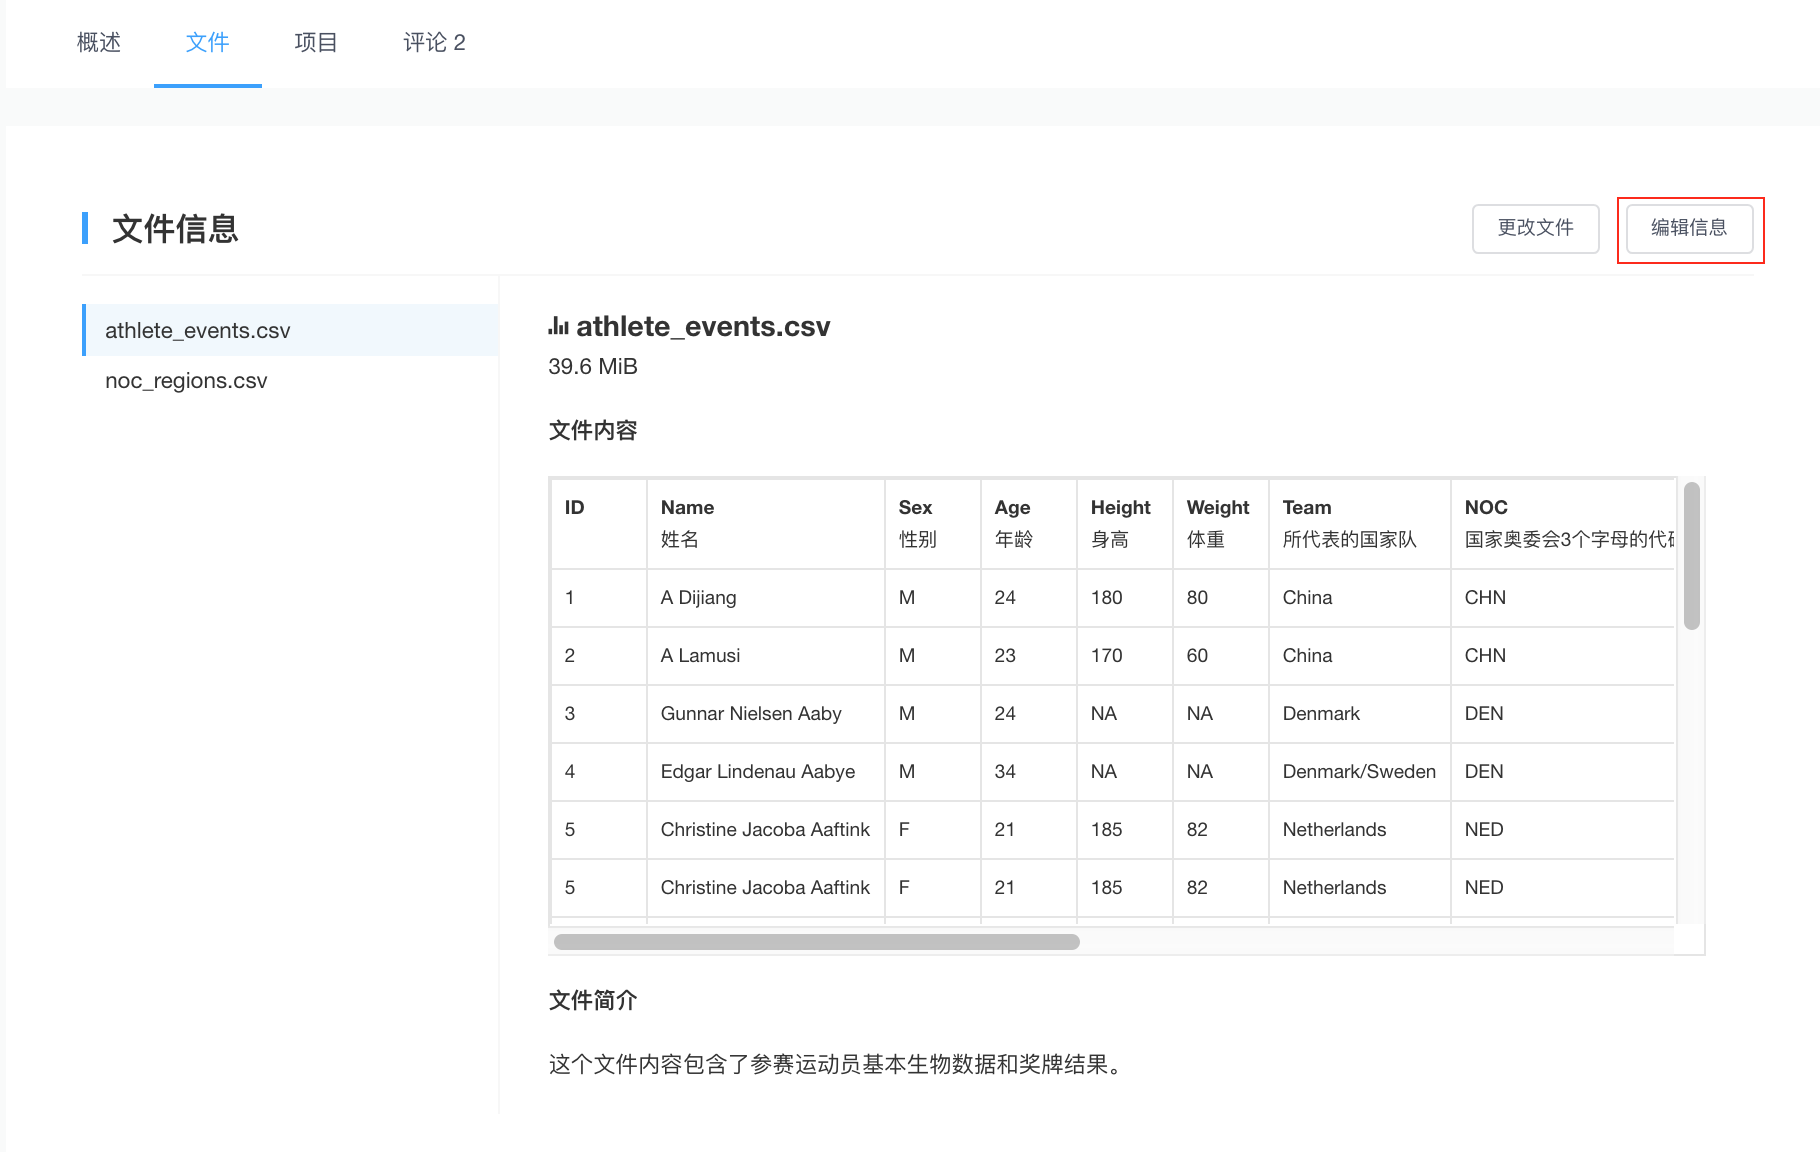 概述 文件 项目 评论 2
文件信息 更改文件 编辑信息
athlete_events.csv
noc_regions.csv
athlete_events.csv
39.6 MiB
文件内容
ID Name Sex Age Height Weight Team NOC
姓名 性别 年龄 身高 体重 所代表的国家队 国家奥委会3个字母的代
1 A Dijiang M 24 180 80 China CHN
2 A Lamusi M 23 170 60 China CHN
3 Gunnar Nielsen Aaby M 24 NA NA Denmark DEN
4 Edgar Lindenau Aabye M 34 NA NA Denmark/Sweden DEN
5 Christine Jacoba Aaftink F 21 185 82 Netherlands NED
5 Christine Jacoba Aaftink F 21 185 82 Netherlands NED
文件简介
这个文件内容包含了参赛运动员基本生物数据和奖牌结果。